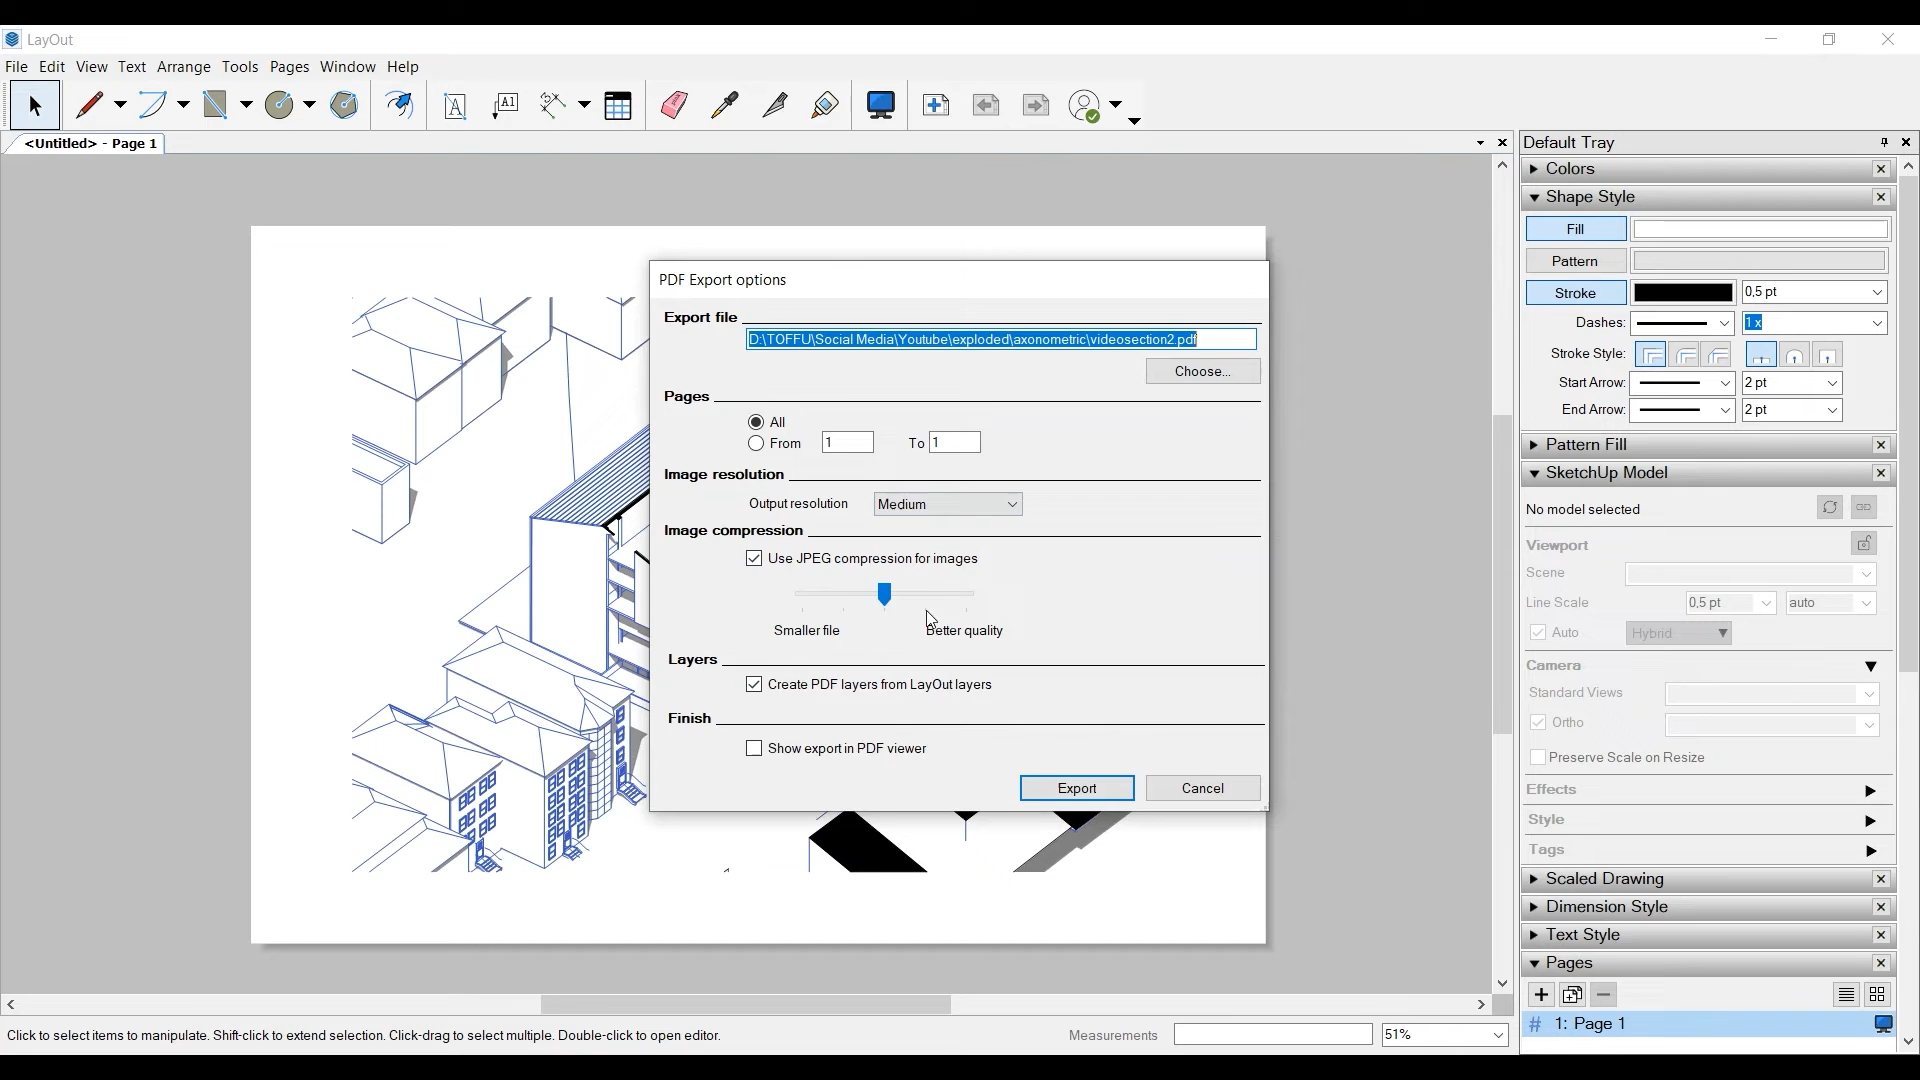 LayOut
File Edit View Text Arrange Tools Pages Window Help
A A1
<Untitled> - Page 1
Default Tray
Colors
Shape Style
Fill
Pattern
Stroke 0,5 pt
Dashes: 1 x
Stroke Style:
Start Arrow: 2 pt
End Arrow: 2 pt
Pattern Fill
SketchUp Model
No model selected
Viewport
Scene
Line Scale 0,5 pt auto
Auto Hybrid
Camera
Standard Views
Ortho
Preserve Scale on Resize
Effects
Style
Tags
Scaled Drawing
Dimension Style
Text Style
Pages
# 1: Page 1
PDF Export options
Export file
D:\TOFFU\Social Media\Youtube\exploded\axonometric\videosection2.pdf
Choose...
Pages
All
From 1 To 1
Image resolution
Output resolution Medium
Image compression
Use JPEG compression for images
Smaller file Better quality
Layers
Create PDF layers from LayOut layers
Finish
Show export in PDF viewer
Export Cancel
Click to select items to manipulate. Shift-click to extend selection. Click-drag to select multiple. Double-click to open editor.
Measurements 51%